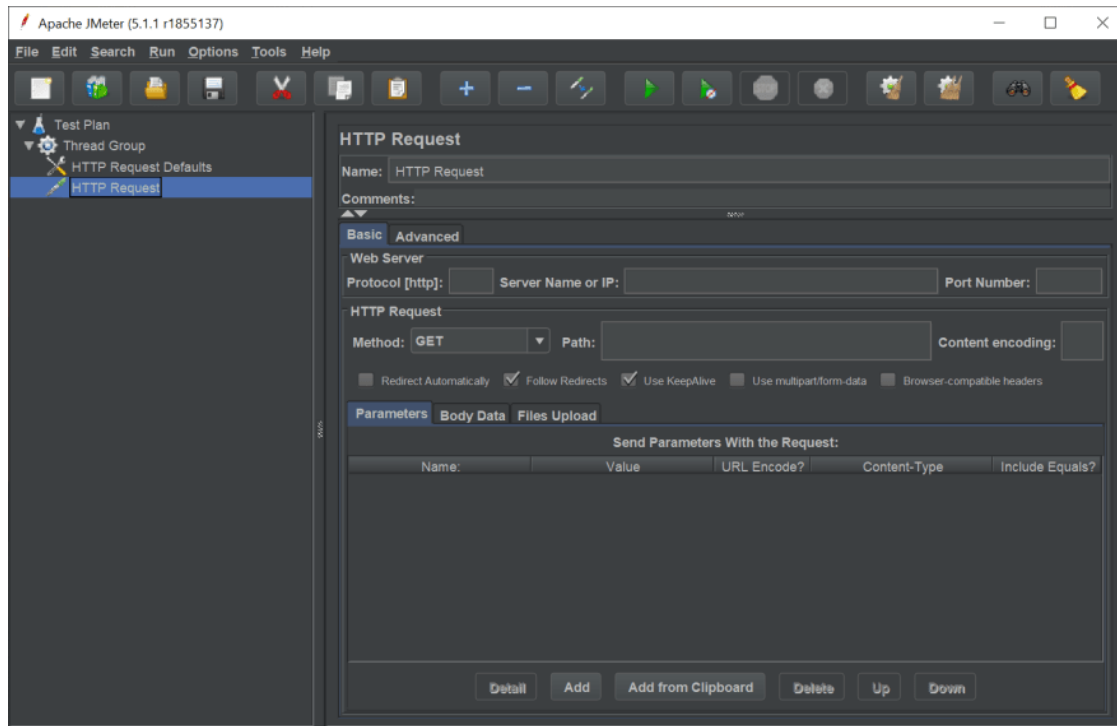 Apache JMeter (5.1.1 r1855137)
File Edit Search Run Options Tools Help
Test Plan
Thread Group
HTTP Request Defaults
HTTP Request
HTTP Request
Name: HTTP Request
Comments:
Basic Advanced
Web Server
Protocol [http]: Server Name or IP: Port Number:
HTTP Request
Method: GET Path: Content encoding:
Redirect Automatically Follow Redirects Use KeepAlive Use multipart/form-data Browser-compatible headers
Parameters Body Data Files Upload
Send Parameters With the Request:
Name: Value URL Encode? Content-Type Include Equals?
Detail Add Add from Clipboard Delete Up Down